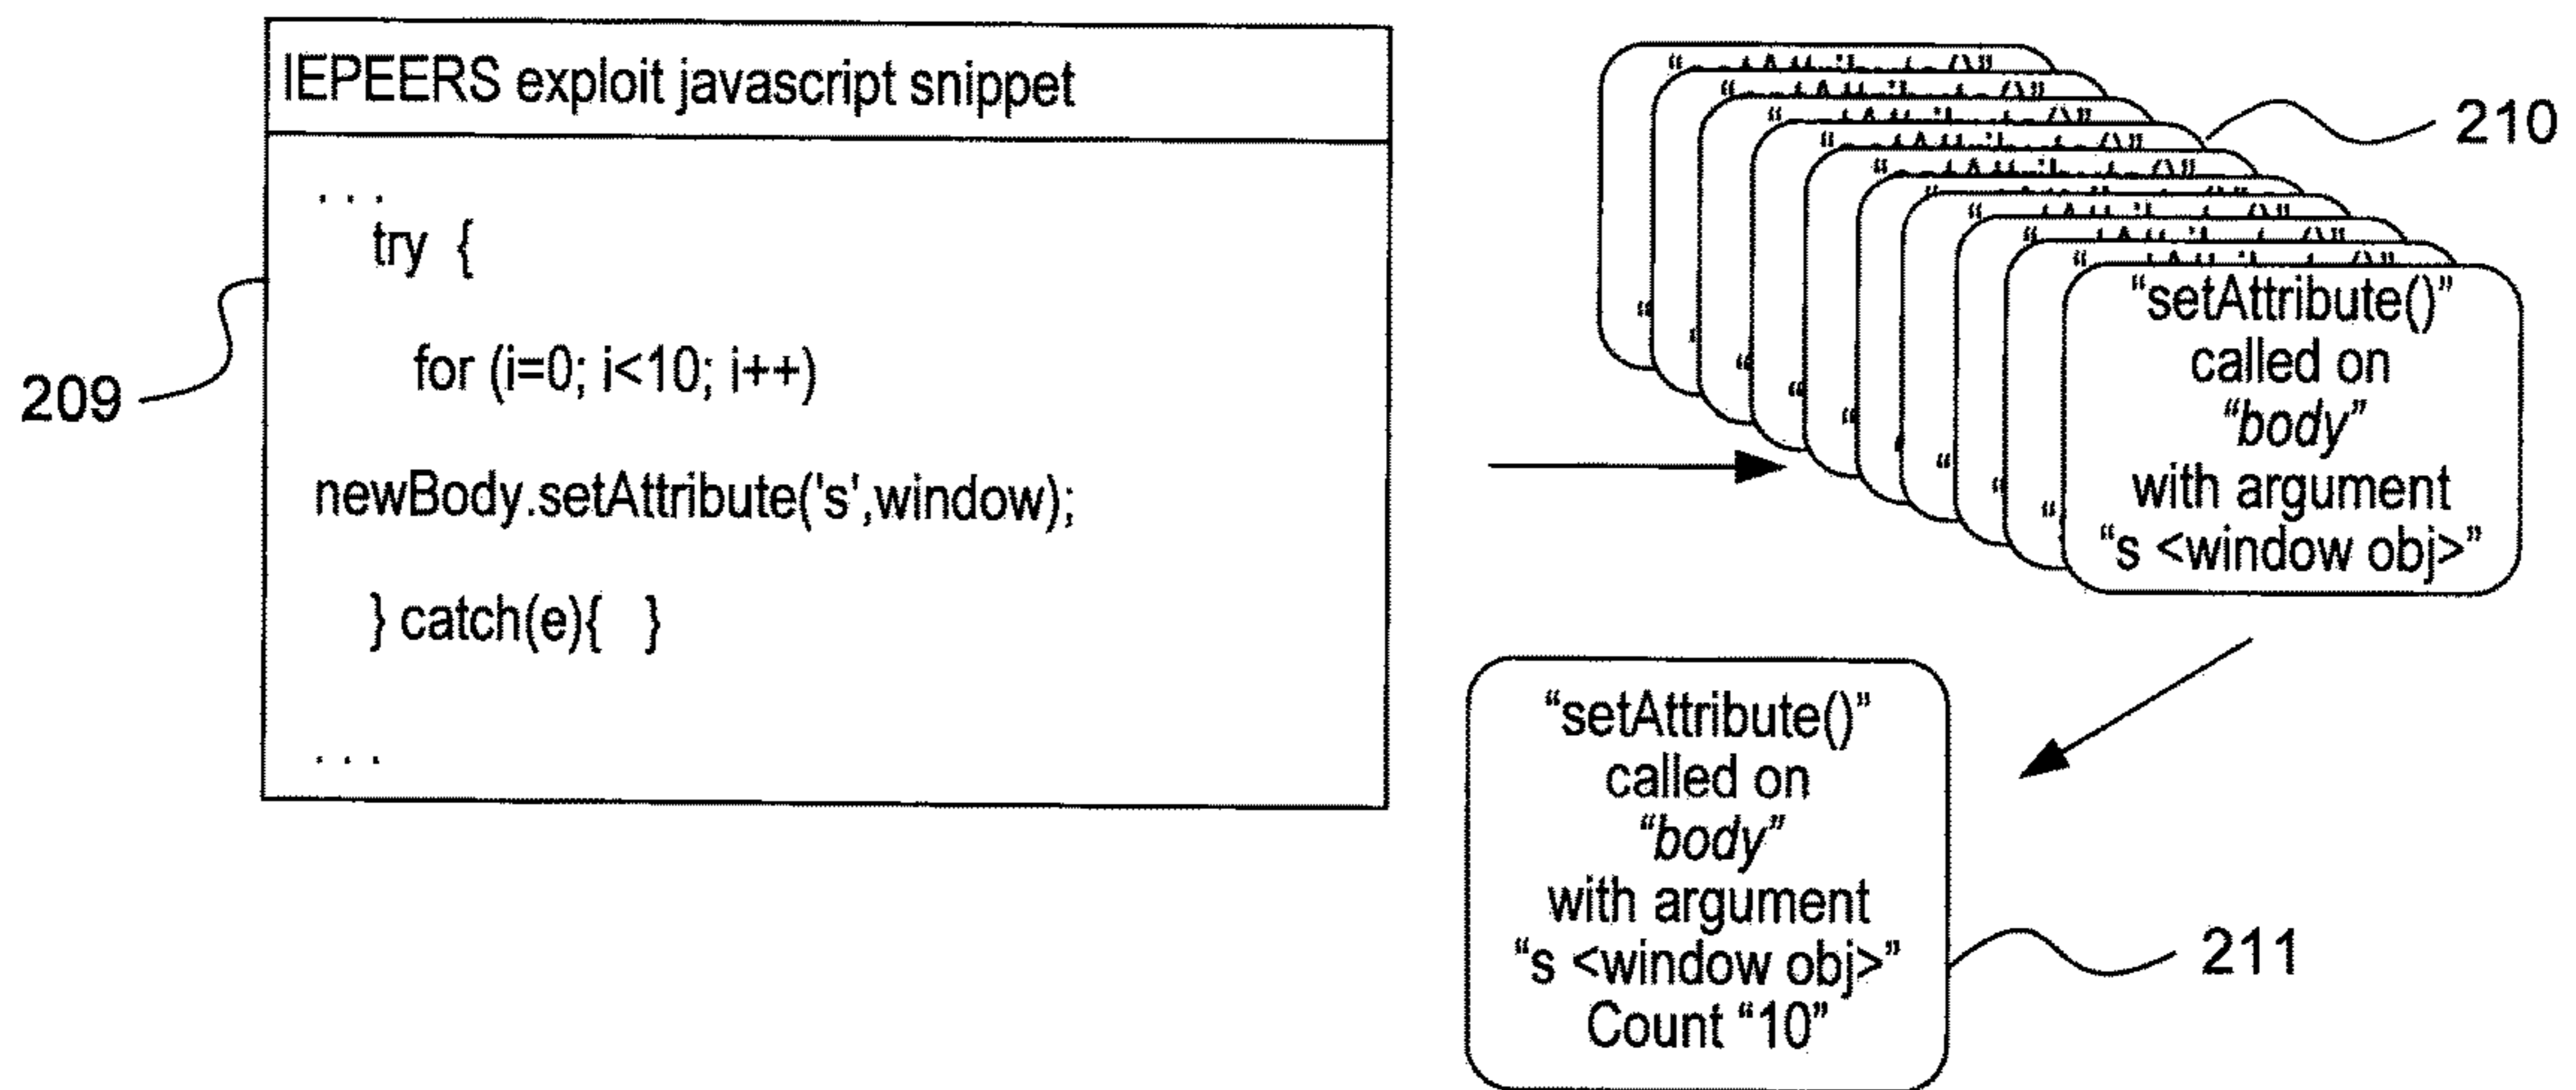 IEPEERS exploit javascript snippet
. . .
try {
for (i=0; i<10; i++)
newBody.setAttribute('s',window);
} catch(e){ }
. . .
209
210
“setAttribute()”
called on
“body”
with argument
“s <window obj>”
“setAttribute()”
called on
“body”
with argument
“s <window obj>”
Count “10”
211